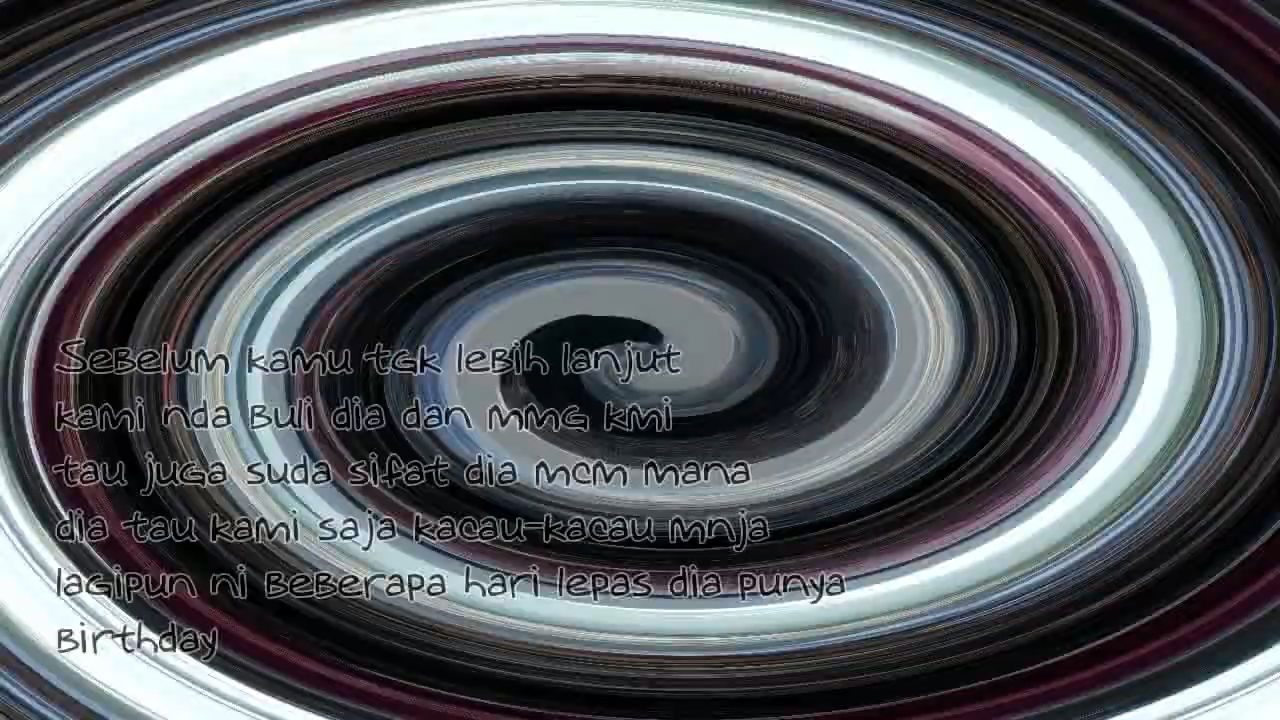 Sebelum kamu tgk lebih lanjut
kami nda buli dia dan mmg kmi
tau juga suda sifat dia mcm mana
dia tau kami saja kacau-kacau mnja
lagipun ni beberapa hari lepas dia punya
birthday